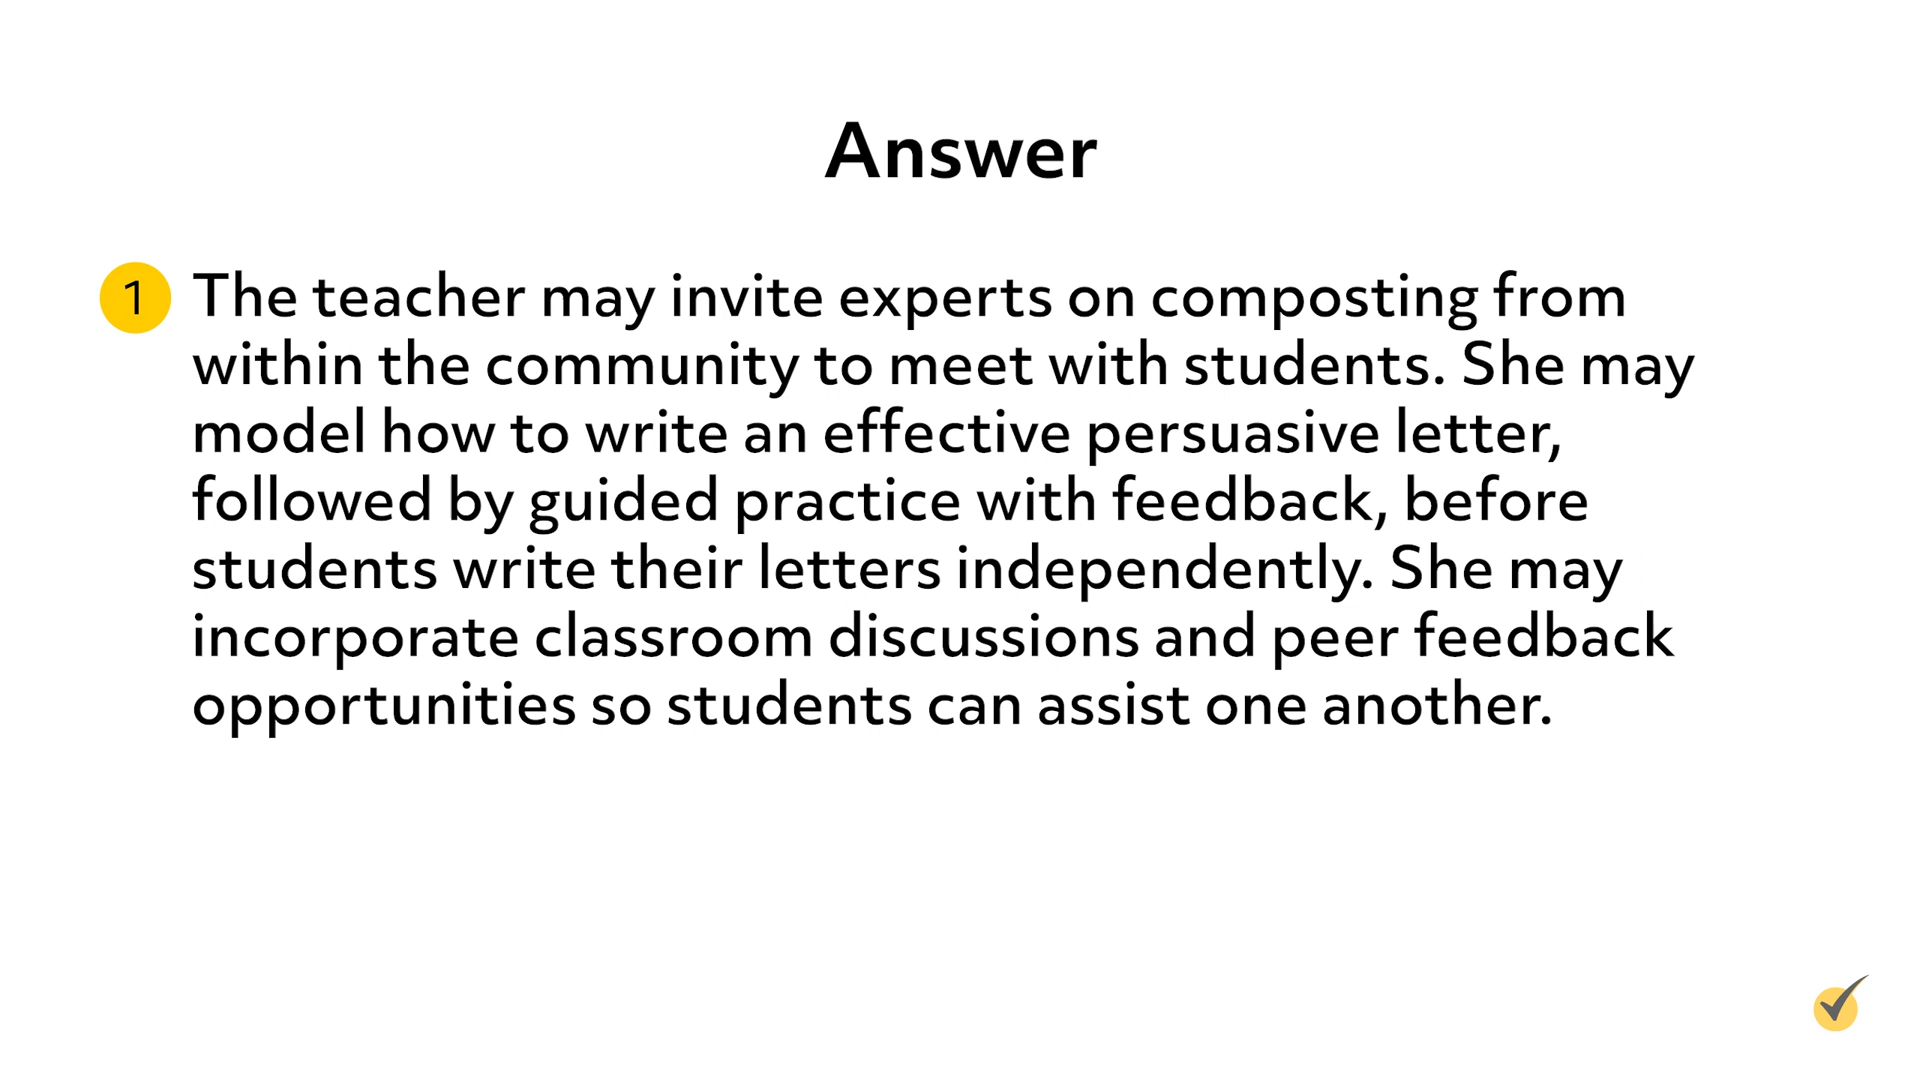 Answer
1 The teacher may invite experts on composting from
within the community to meet with students. She may
model how to write an effective persuasive letter,
followed by guided practice with feedback, before
students write their letters independently. She may
incorporate classroom discussions and peer feedback
opportunities so students can assist one another.